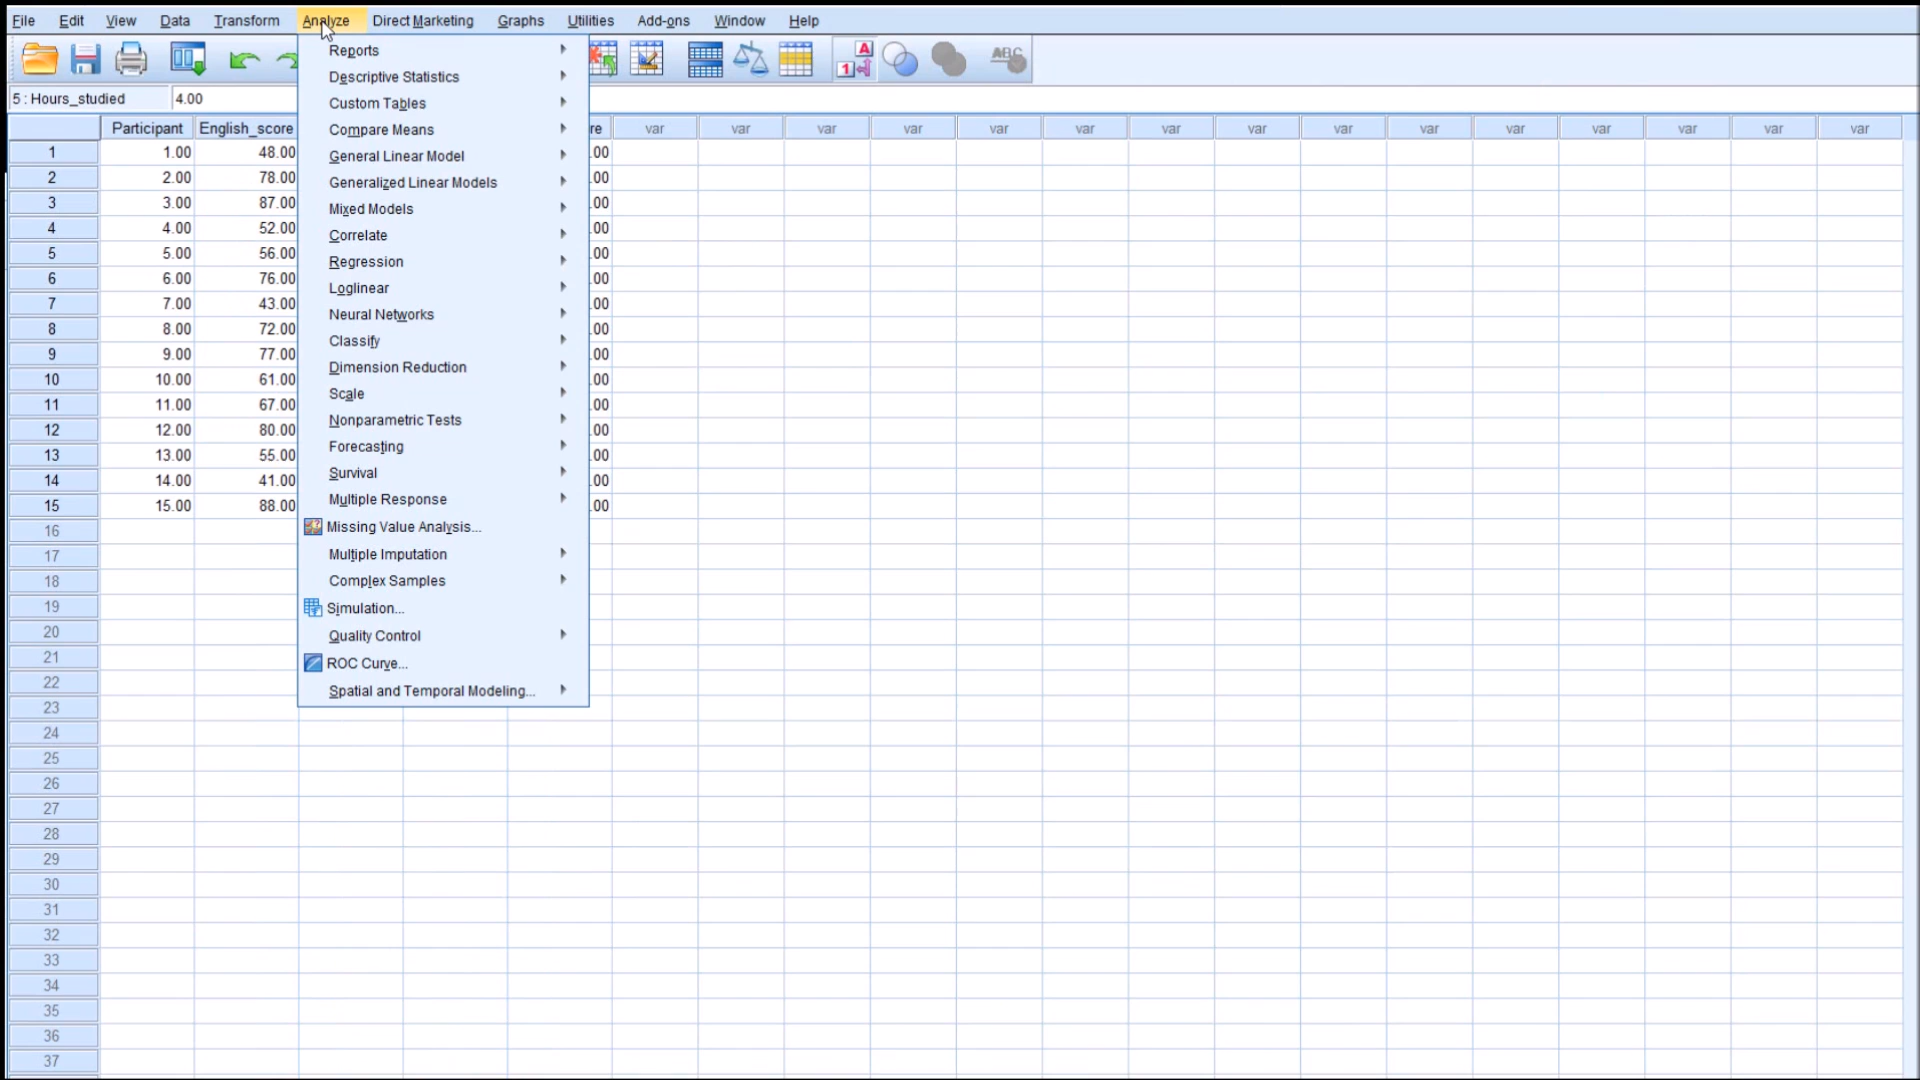 File Edit View Data Transform Analyze Direct Marketing Graphs Utilities Add-ons Window Help
A
1
ABC
5 : Hours_studied 4.00
Participant English_score re var var var var var var var var var var var var var var var
1 1.00 48.00 .00
2 2.00 78.00 .00
3 3.00 87.00 .00
4 4.00 52.00 .00
5 5.00 56.00 .00
6 6.00 76.00 .00
7 7.00 43.00 .00
8 8.00 72.00 .00
9 9.00 77.00 .00
10 10.00 61.00 .00
11 11.00 67.00 .00
12 12.00 80.00 .00
13 13.00 55.00 .00
14 14.00 41.00 .00
15 15.00 88.00 .00
16
17
18
19
20
21
22
23
24
25
26
27
28
29
30
31
32
33
34
35
36
37
Reports
Descriptive Statistics
Custom Tables
Compare Means
General Linear Model
Generalized Linear Models
Mixed Models
Correlate
Regression
Loglinear
Neural Networks
Classify
Dimension Reduction
Scale
Nonparametric Tests
Forecasting
Survival
Multiple Response
Missing Value Analysis...
Multiple Imputation
Complex Samples
Simulation...
Quality Control
ROC Curve...
Spatial and Temporal Modeling...